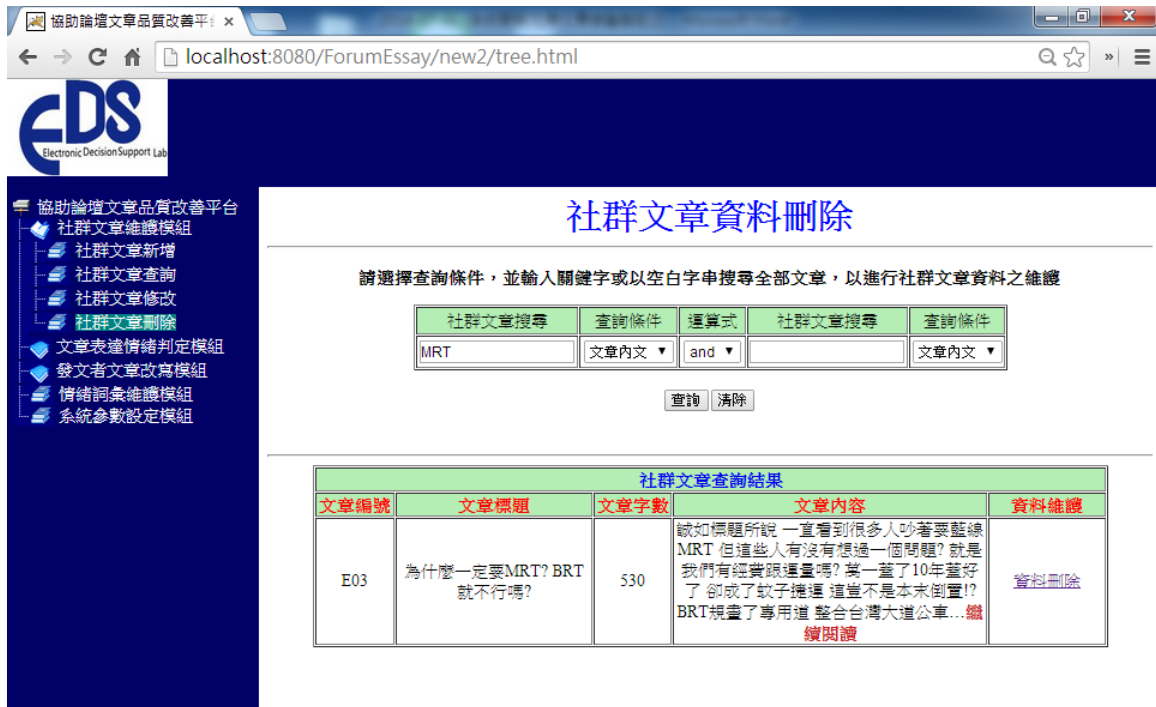 協助論壇文章品質改善平
localhost:8080/ForumEssay/new2/tree.html
EDS
Electronic Decision Support Lab
協助論壇文章品質改善平台
社群文章維護模組
社群文章新增
社群文章查詢
社群文章修改
社群文章刪除
文章表達情緒判定模組
發文者文章改寫模組
情緒詞彙維護模組
系統參數設定模組
社群文章資料刪除
請選擇查詢條件，並輸入關鍵字或以空白字串搜尋全部文章，以進行社群文章資料之維護
社群文章搜尋 查詢條件 運算式 社群文章搜尋 查詢條件
MRT 文章內文 and 文章內文
查詢 清除
社群文章查詢結果
文章編號 文章標題 文章字數 文章內容 資料維護
E03
為什麼一定要MRT? BRT
就不行嗎?
530
誠如標題所說 一直看到很多人吵著要藍線
MRT 但這些人有沒有想過一個問題? 就是
我們有經費跟運量嗎? 萬一蓋了10年蓋好
了 卻成了蚊子捷運 這豈不是本末倒置!?
BRT規畫了專用道 整合台灣大道公車…繼
續閱讀
資料刪除